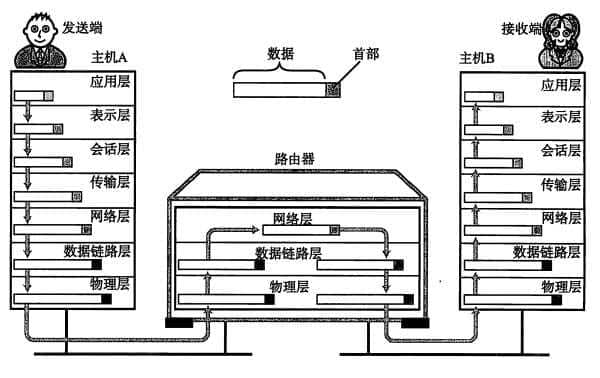 发送端
接收端
主机A
数据
首部
主机B
应用层
表示层
会话层
传输层
网络层
数据链路层
物理层
路由器
网络层
数据链路层
物理层
应用层
表示层
会话层
传输层
网络层
数据链路层
物理层